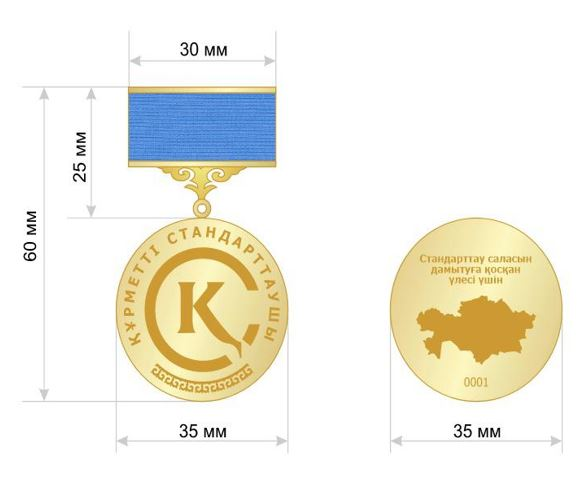 30 мм
25 мм
60 мм
ҚҰРМЕТТІ СТАНДАРТТАУШЫ
К
35 мм
Стандарттау саласын
дамытуға қосқан
үлесі үшін
0001
35 мм